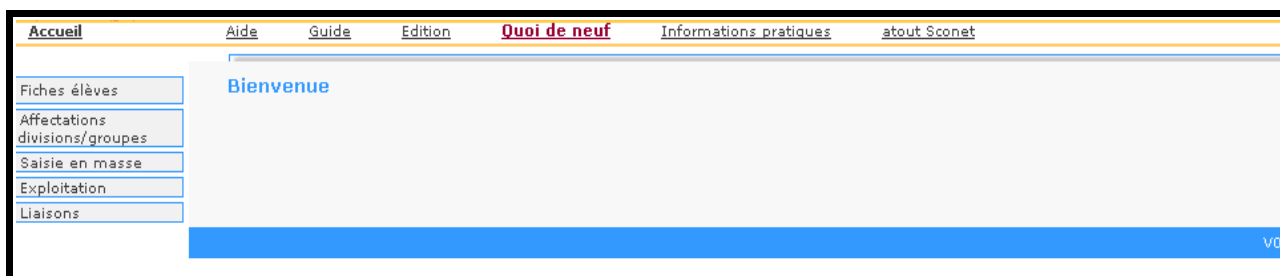 Accueil Aide Guide Edition Quoi de neuf Informations pratiques atout Sconet
Bienvenue
Fiches élèves
Affectations
divisions/groupes
Saisie en masse
Exploitation
Liaisons